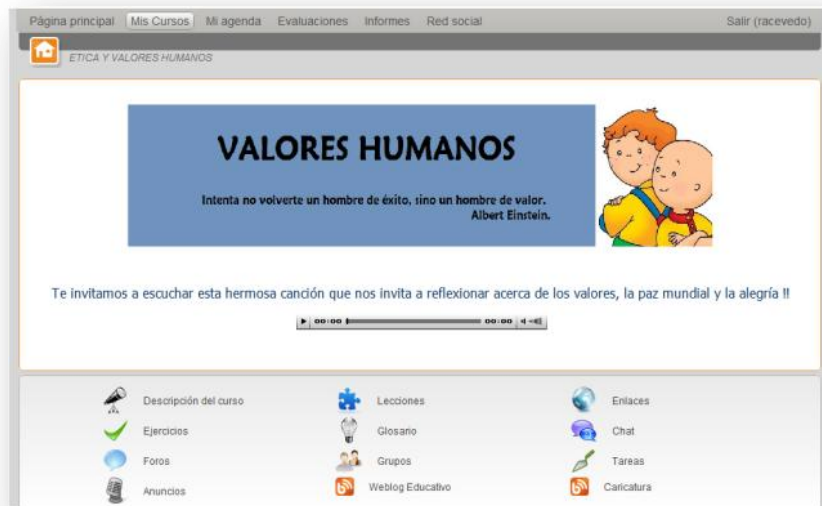 Página principal Mis Cursos Mi agenda Evaluaciones Informes Red social Salir (racevedo)
ETICA Y VALORES HUMANOS
VALORES HUMANOS
Intenta no volverte un hombre de éxito, sino un hombre de valor.
Albert Einstein.
Te invitamos a escuchar esta hermosa canción que nos invita a reflexionar acerca de los valores, la paz mundial y la alegría !!
00:00 00:00
Descripción del curso Lecciones Enlaces
Ejercicios Glosario Chat
Foros Grupos Tareas
Anuncios Weblog Educativo Caricatura